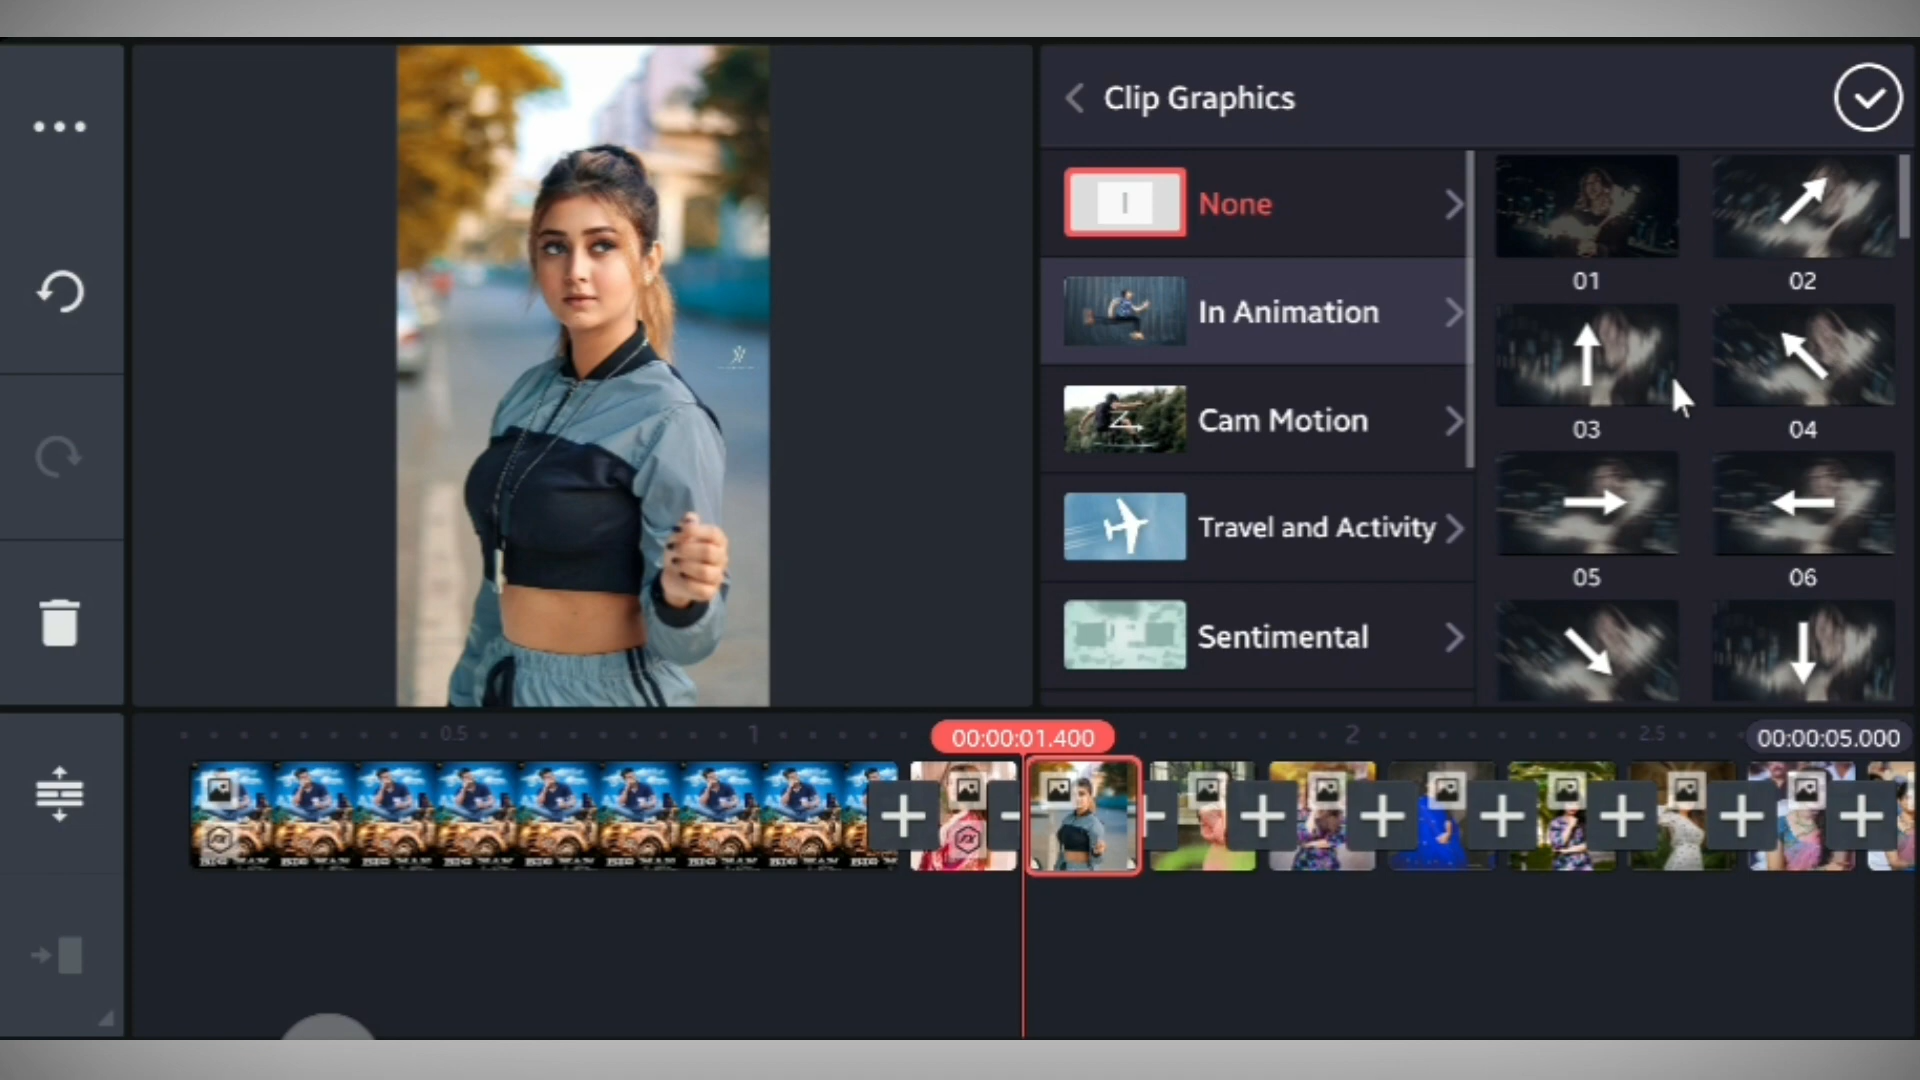 Clip Graphics
None
In Animation
Cam Motion
Travel and Activity
Sentimental
01
02
03
04
05
06
0.5
1
00:00:01.400
2
2.5
00:00:05.000